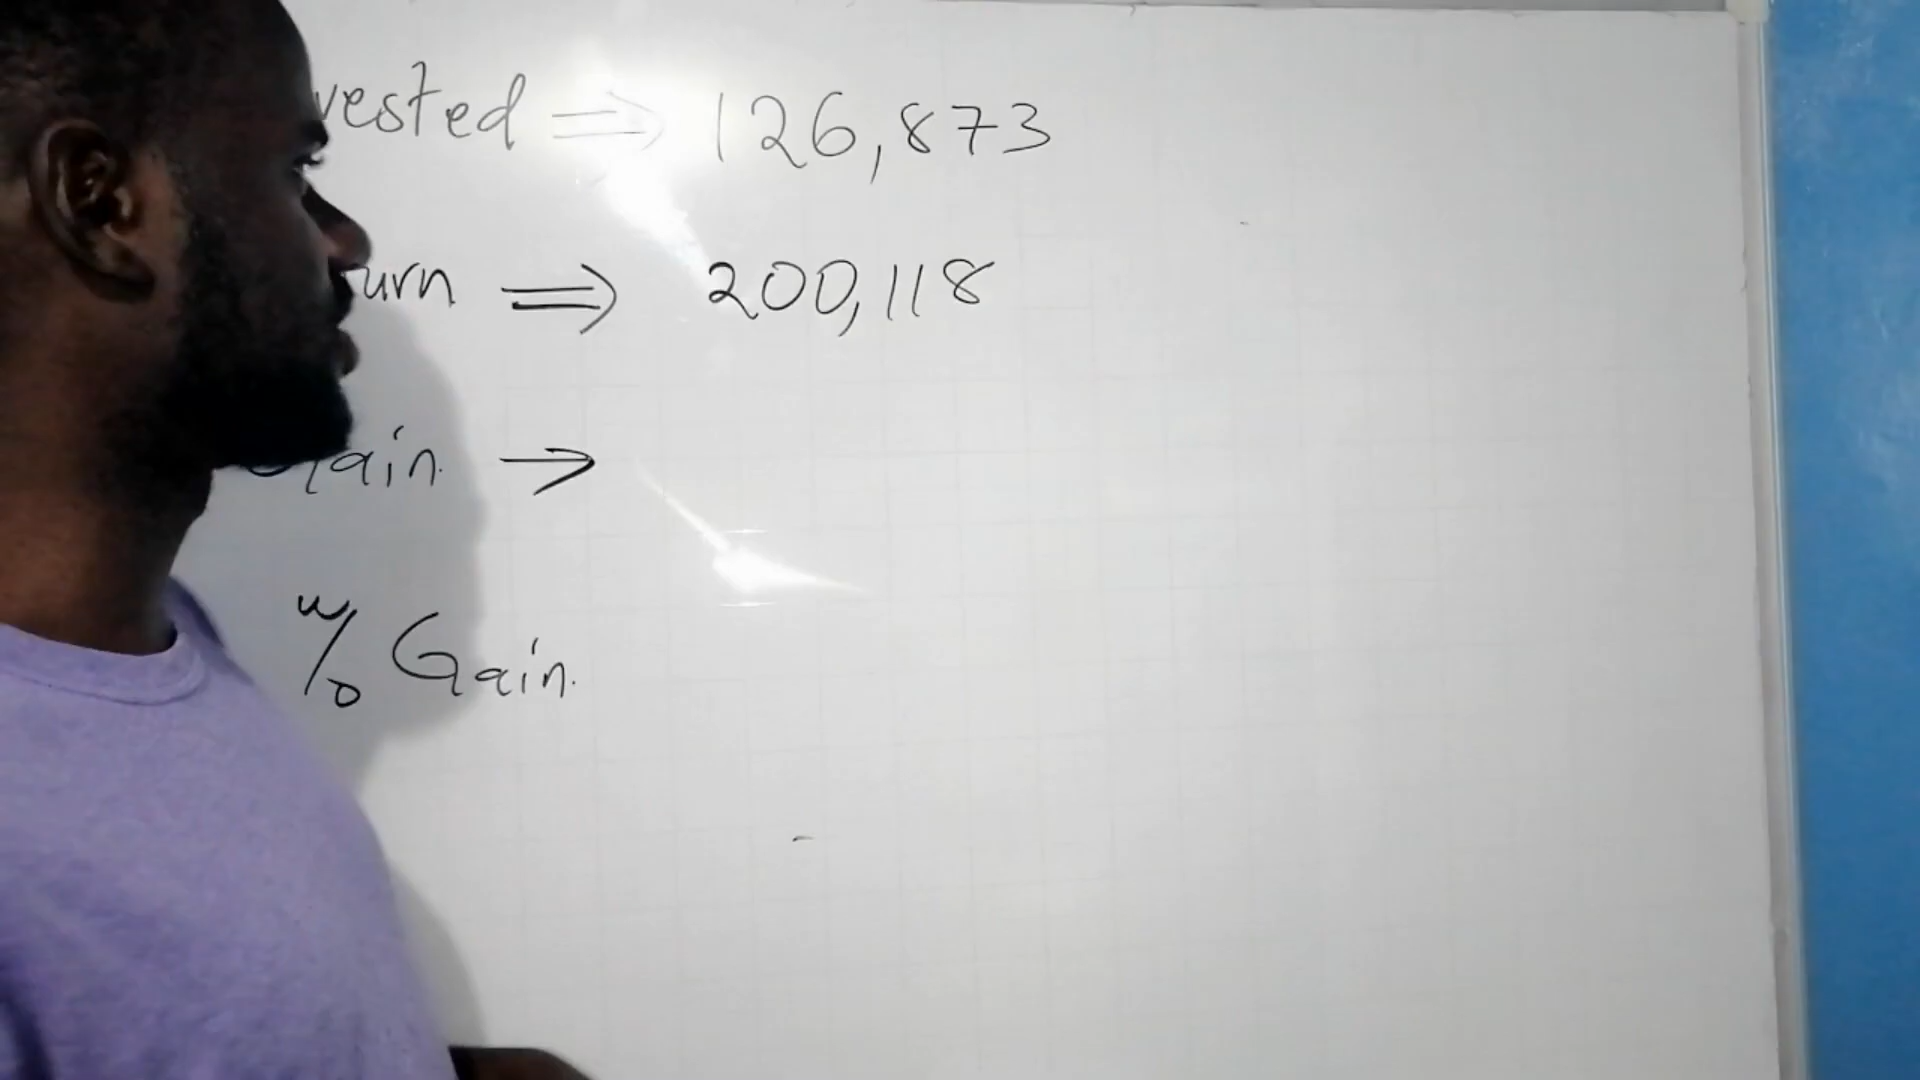 vested ⇒ 126,873
urn ⇒ 200,118
Gain. →
% Gain.